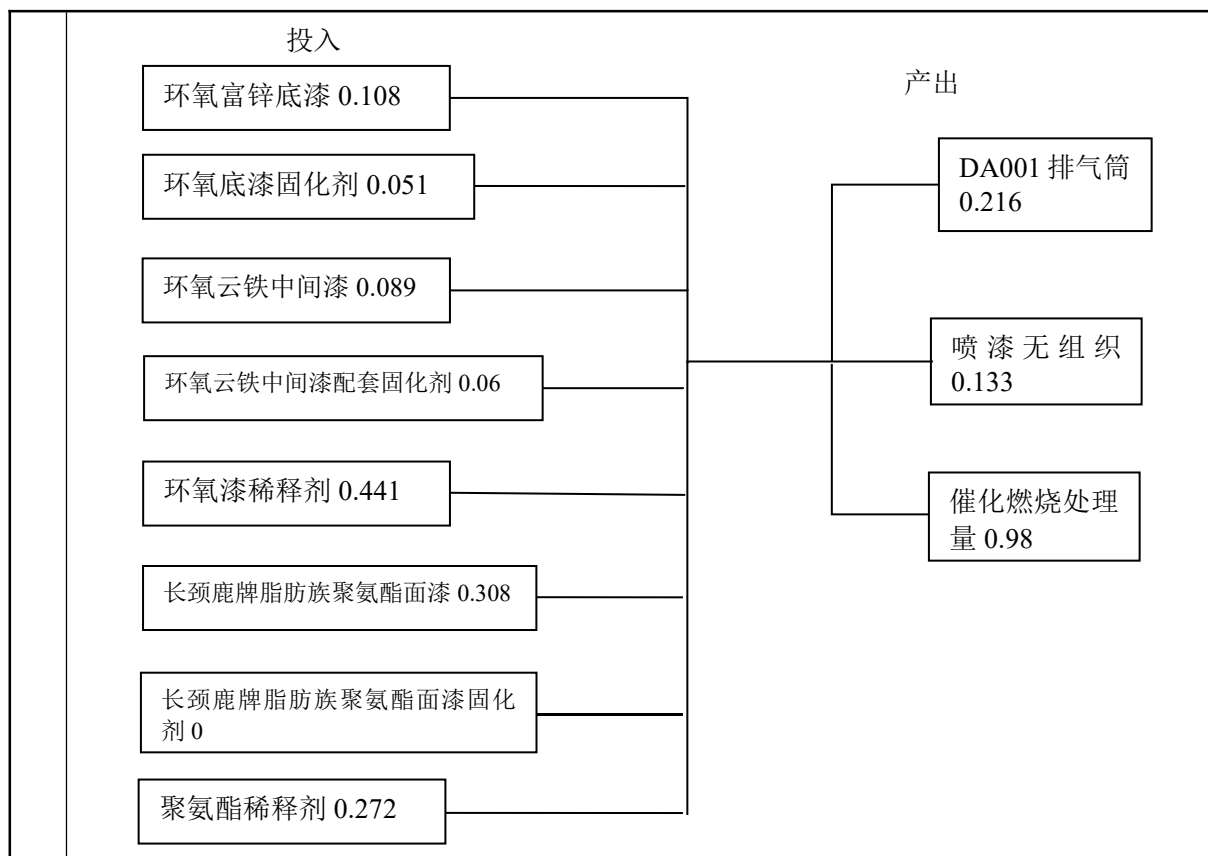 投入
环氧富锌底漆 0.108
环氧底漆固化剂 0.051
环氧云铁中间漆 0.089
环氧云铁中间漆配套固化剂 0.06
环氧漆稀释剂 0.441
长颈鹿牌脂肪族聚氨酯面漆 0.308
长颈鹿牌脂肪族聚氨酯面漆固化
剂 0
聚氨酯稀释剂 0.272
产出
DA001 排气筒
0.216
喷漆无组织
0.133
催化燃烧处理
量 0.98